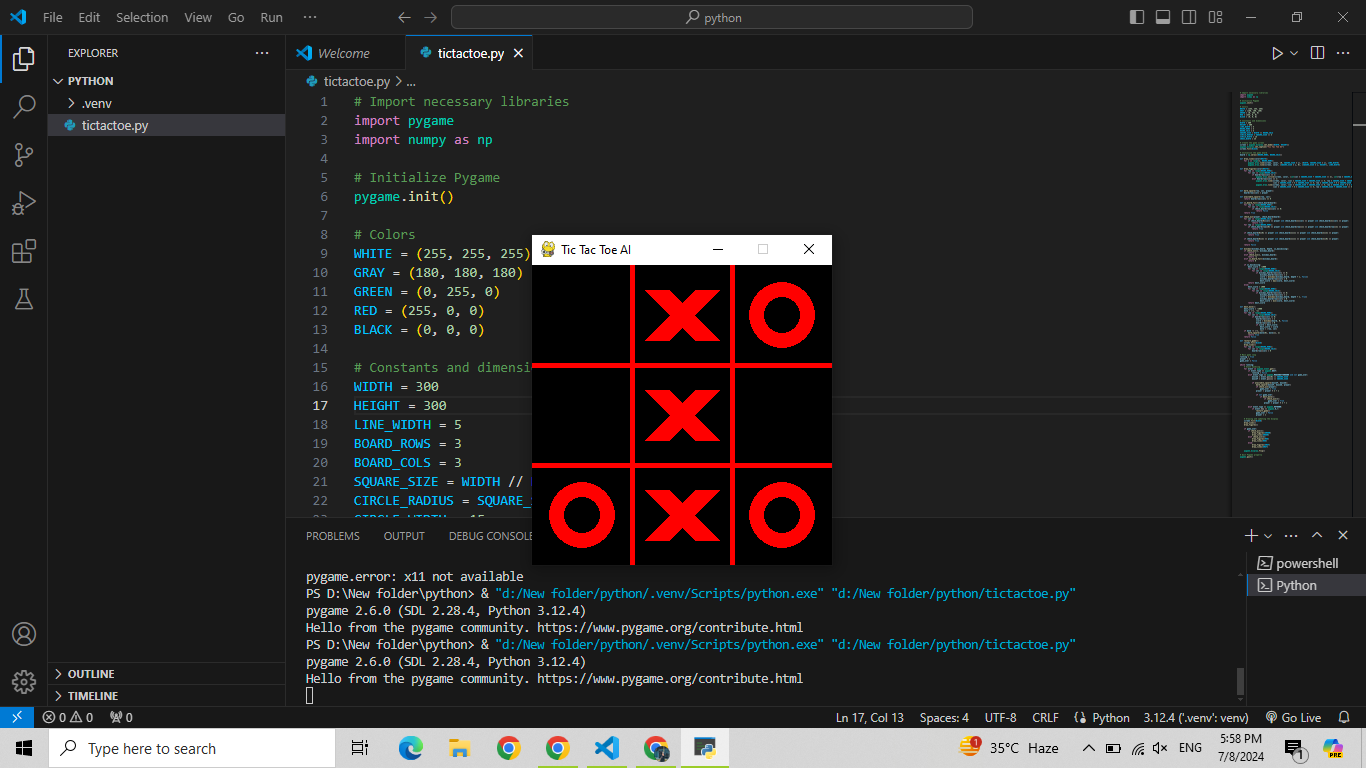 File Edit Selection View Go Run ···
python
EXPLORER
PYTHON
.venv
tictactoe.py
OUTLINE
TIMELINE
Welcome
tictactoe.py
tictactoe.py > ...
1 # Import necessary libraries
2 import pygame
3 import numpy as np
4
5 # Initialize Pygame
6 pygame.init()
7
8 # Colors
9 WHITE = (255, 255, 255)
10 GRAY = (180, 180, 180)
11 GREEN = (0, 255, 0)
12 RED = (255, 0, 0)
13 BLACK = (0, 0, 0)
14
15 # Constants and dimensi
16 WIDTH = 300
17 HEIGHT = 300
18 LINE_WIDTH = 5
19 BOARD_ROWS = 3
20 BOARD_COLS = 3
21 SQUARE_SIZE = WIDTH //
22 CIRCLE_RADIUS = SQUARE_
Tic Tac Toe AI
X O
X
O X O
PROBLEMS OUTPUT DEBUG CONSOLE
powershell
Python
pygame.error: x11 not available
PS D:\New folder\python> & "d:/New folder/python/.venv/Scripts/python.exe" "d:/New folder/python/tictactoe.py"
pygame 2.6.0 (SDL 2.28.4, Python 3.12.4)
Hello from the pygame community. https://www.pygame.org/contribute.html
PS D:\New folder\python> & "d:/New folder/python/.venv/Scripts/python.exe" "d:/New folder/python/tictactoe.py"
pygame 2.6.0 (SDL 2.28.4, Python 3.12.4)
Hello from the pygame community. https://www.pygame.org/contribute.html
0 0 0 Ln 17, Col 13 Spaces: 4 UTF-8 CRLF Python 3.12.4 ('.venv': venv) Go Live
Type here to search
1 35°C Haze ENG 5:58 PM 1 PRE
7/8/2024